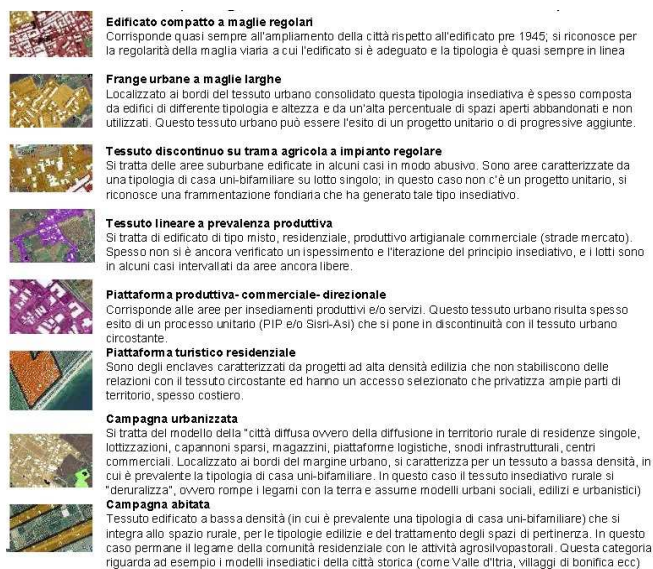 Edificato compatto a maglie regolari
Corrisponde quasi sempre all'ampliamento della città rispetto all'edificato pre 1945; si riconosce per
la regolarità della maglia viaria a cui l'edificato si è adeguato e la tipologia è quasi sempre in linea
Frange urbane a maglie larghe
Localizzato ai bordi del tessuto urbano consolidato questa tipologia insediativa è spesso composta
da edifici di differente tipologia e altezza e da un'alta percentuale di spazi aperti abbandonati e non
utilizzati. Questo tessuto urbano può essere l'esito di un progetto unitario o di progressive aggiunte.
Tessuto discontinuo su trama agricola a impianto regolare
Si tratta delle aree suburbane edificate in alcuni casi in modo abusivo. Sono aree caratterizzate da
una tipologia di casa uni-bifamiliare su lotto singolo; in questo caso non c'è un progetto unitario, si
riconosce una frammentazione fondiaria che ha generato tale tipo insediativo.
Tessuto lineare a prevalenza produttiva
Si tratta di edificato di tipo misto, residenziale, produttivo artigianale commerciale (strade mercato).
Spesso non si è ancora verificato un ispessimento e l'iterazione del principio insediativo, e i lotti sono
in alcuni casi intervallati da aree ancora libere.
Piattaforma produttiva- commerciale- direzionale
Corrisponde alle aree per insediamenti produttivi e/o servizi. Questo tessuto urbano risulta spesso
esito di un processo unitario (PIP e/o Sisri-Asi) che si pone in discontinuità con il tessuto urbano
circostante.
Piattaforma turistico residenziale
Sono degli enclaves caratterizzati da progetti ad alta densità edilizia che non stabiliscono delle
relazioni con il tessuto circostante ed hanno un accesso selezionato che privatizza ampie parti di
territorio, spesso costiero.
Campagna urbanizzata
Si tratta del modello della "città diffusa ovvero della diffusione in territorio rurale di residenze singole,
lottizzazioni, capannoni sparsi, magazzini, piattaforme logistiche, snodi infrastrutturali, centri
commerciali. Localizzato ai bordi del margine urbano, si caratterizza per un tessuto a bassa densità, in
cui è prevalente la tipologia di casa uni-bifamiliare. In questo caso il tessuto insediativo rurale si
"deruralizza", ovvero rompe i legami con la terra e assume modelli urbani sociali, edilizi e urbanistici)
Campagna abitata
Tessuto edificato a bassa densità (in cui è prevalente una tipologia di casa uni-bifamiliare) che si
integra allo spazio rurale, per le tipologie edilizie e del trattamento degli spazi di pertinenza. In questo
caso permane il legame della comunità residenziale con le attività agrosilvopastorali. Questa categoria
riguarda ad esempio i modelli insediatici della città storica (come Valle d'Itria, villaggi di bonifica ecc)